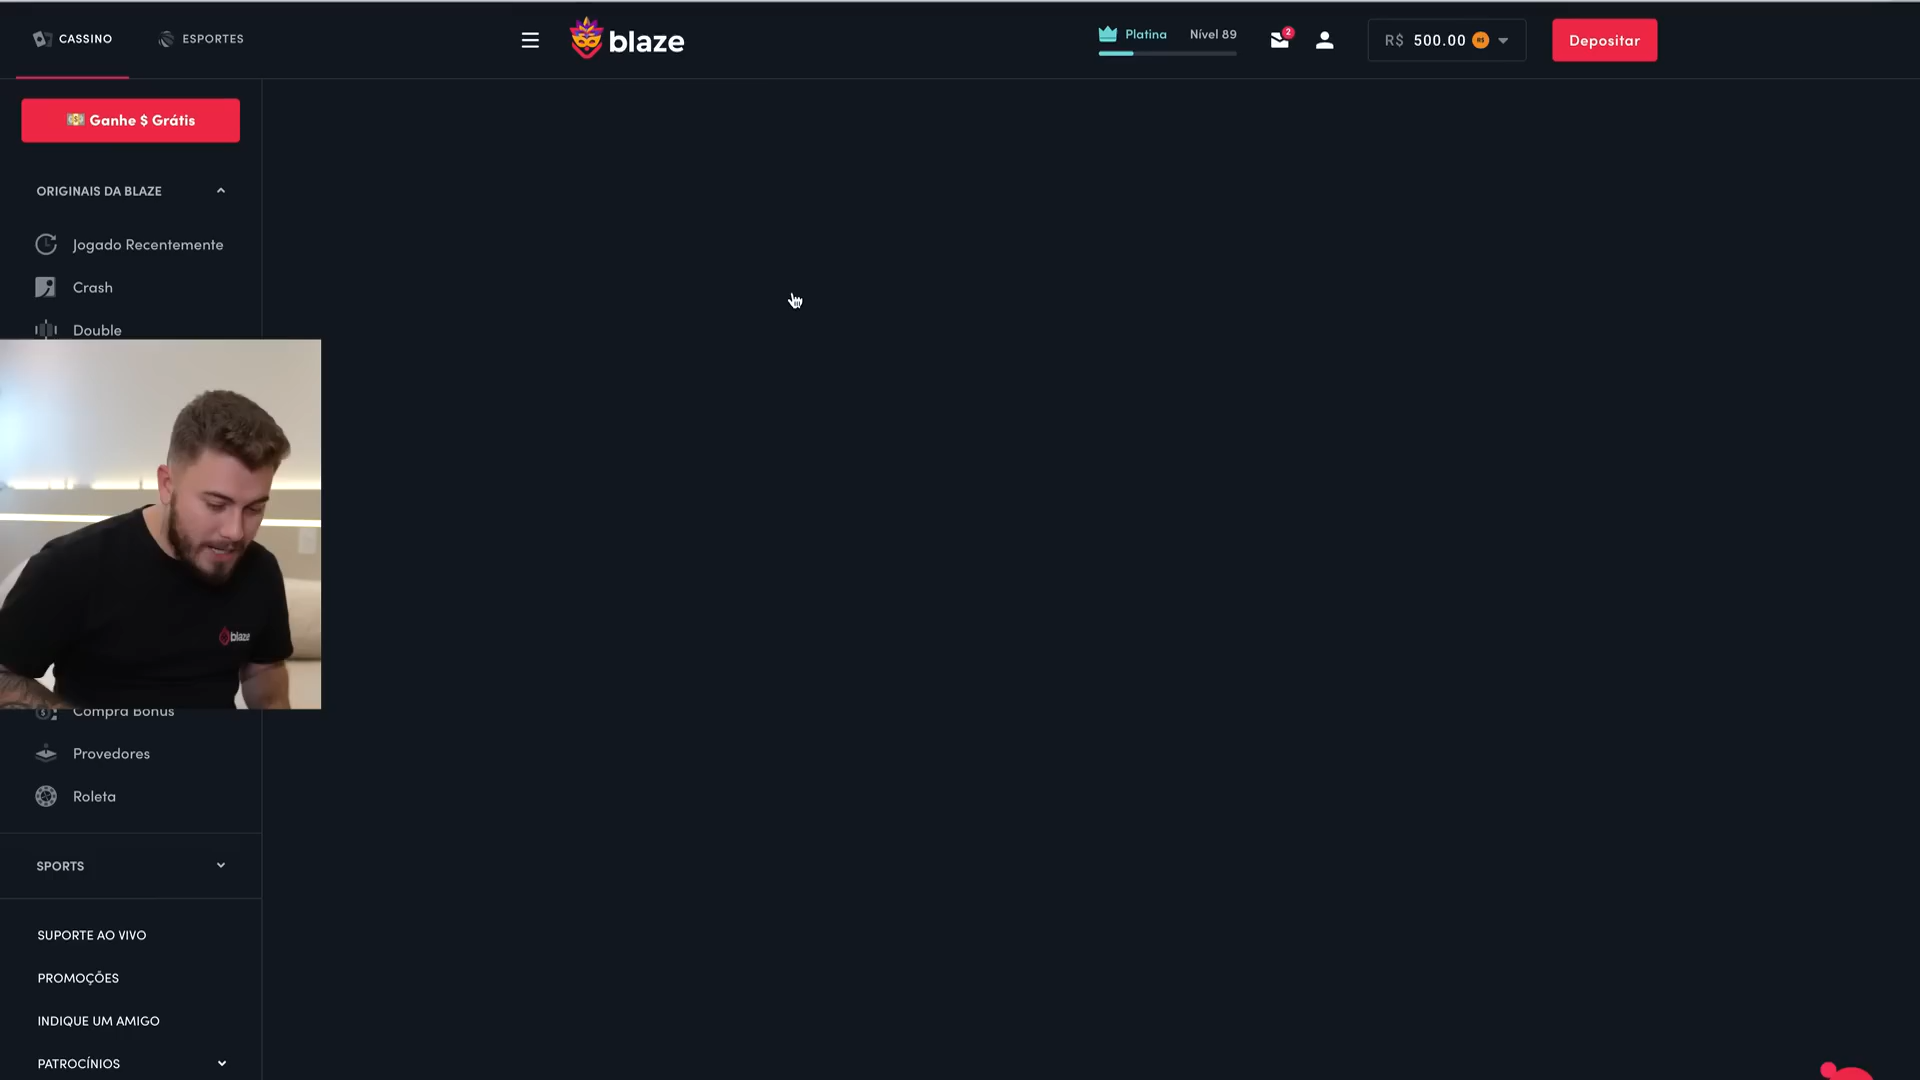 CASSINO
ESPORTES
blaze
Platina
Nível 89
2
R$ 500.00 R$
Depositar
Ganhe $ Grátis
ORIGINAIS DA BLAZE
Jogado Recentemente
Crash
Double
blaze
Compra Bônus
Provedores
Roleta
SPORTS
SUPORTE AO VIVO
PROMOÇÕES
INDIQUE UM AMIGO
PATROCÍNIOS